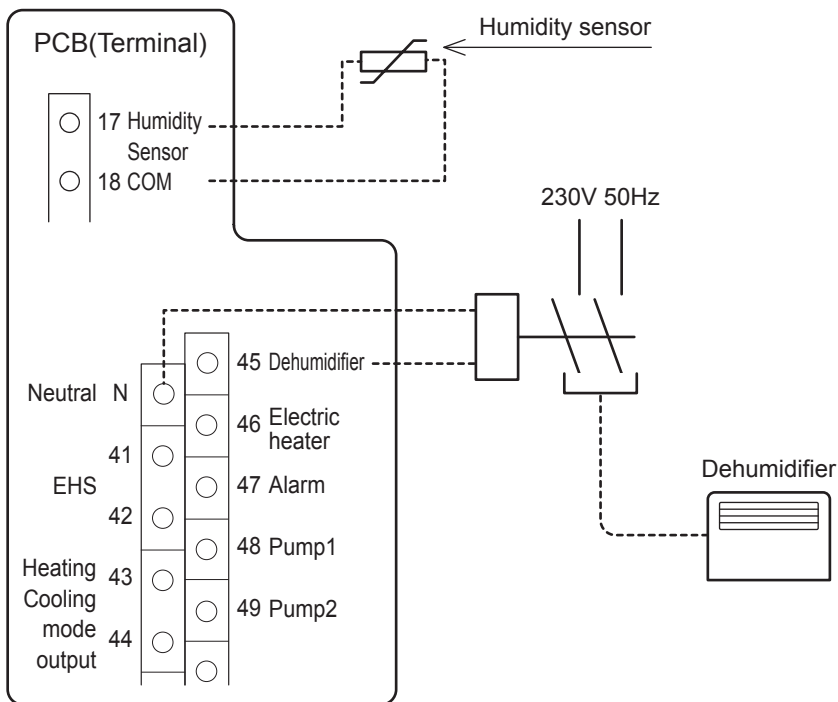 PCB(Terminal)
Humidity sensor
17 Humidity
Sensor
18 COM
230V 50Hz
45 Dehumidifier
Neutral N
46 Electric
heater
41
EHS
47 Alarm
42
48 Pump1
Heating
Cooling
mode
output
43
44
49 Pump2
Dehumidifier